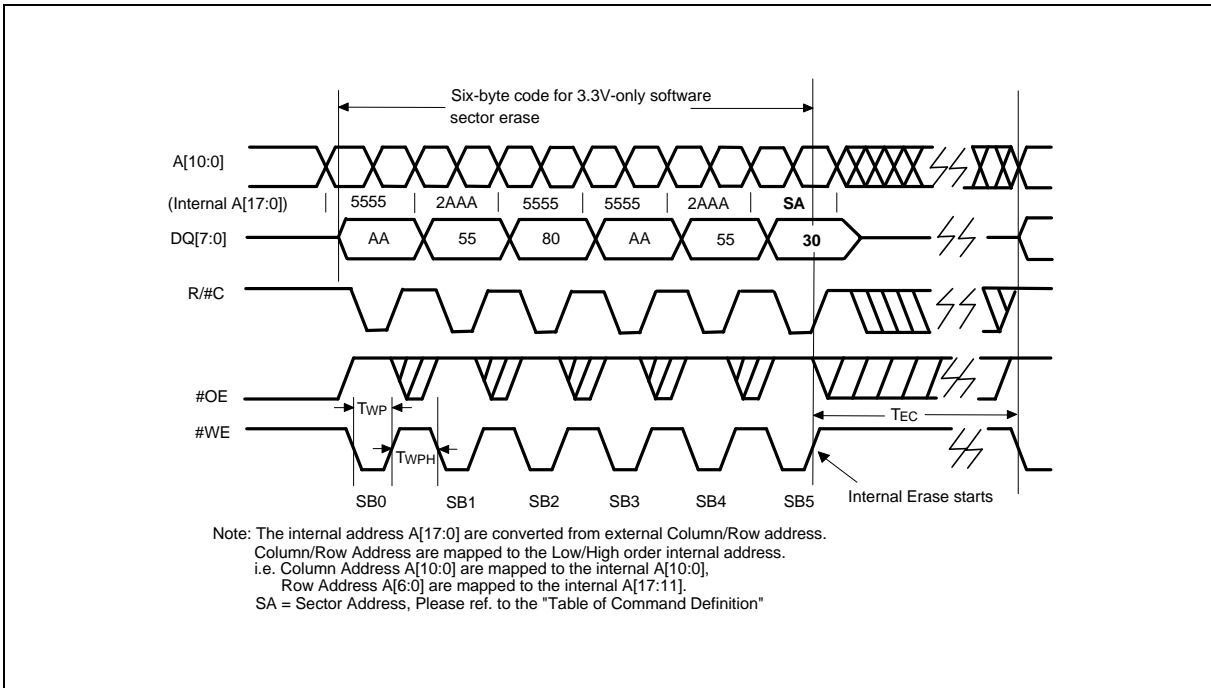 Six-byte code for 3.3V-only software
sector erase
A[10:0]
(Internal A[17:0])
5555 2AAA 5555 5555 2AAA SA
DQ[7:0]
AA 55 80 AA 55 30
R/#C
#OE
TWP
TEC
#WE
TWPH
SB0 SB1 SB2 SB3 SB4 SB5
Internal Erase starts
Note: The internal address A[17:0] are converted from external Column/Row address.
Column/Row Address are mapped to the Low/High order internal address.
i.e. Column Address A[10:0] are mapped to the internal A[10:0],
Row Address A[6:0] are mapped to the internal A[17:11].
SA = Sector Address, Please ref. to the "Table of Command Definition"